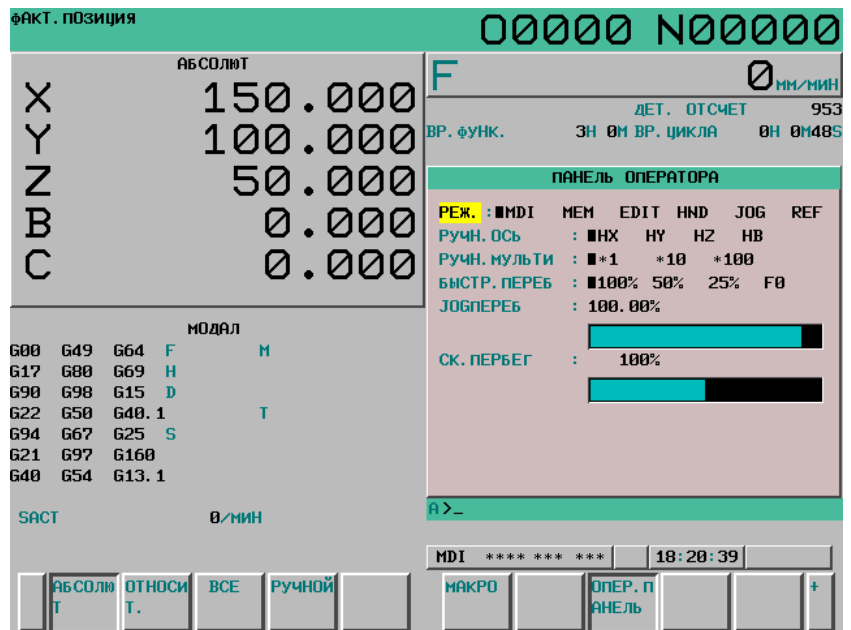 ФАКТ.ПОЗИЦИЯ
O0000 N00000
АБСОЛЮТ
X 150.000
Y 100.000
Z 50.000
B 0.000
C 0.000
F 0 ММ/МИН
ДЕТ. ОТСЧЕТ 953
ВР.ФУНК. 3H 0M ВР.ЦИКЛА 0H 0M48S
МОДАЛ
G00 G49 G64 F M
G17 G80 G69 H
G90 G98 G15 D
G22 G50 G40.1 T
G94 G67 G25 S
G21 G97 G160
G40 G54 G13.1
SACT 0/МИН
ПАНЕЛЬ ОПЕРАТОРА
РЕЖ. :■MDI MEM EDIT HND JOG REF
РУЧН.ОСЬ : ■HX HY HZ HB
РУЧН.МУЛЬТИ : ■*1 *10 *100
БЫСТР.ПЕРЕБ : ■100% 50% 25% F0
JOGПЕРЕБ : 100.00%
СК.ПЕРБЕГ : 100%
A>_
MDI **** *** *** 18:20:39
АБСОЛЮ
Т
ОТНОСИ
Т.
ВСЕ
РУЧНОЙ
МАКРО
ОПЕР.П
АНЕЛЬ
+